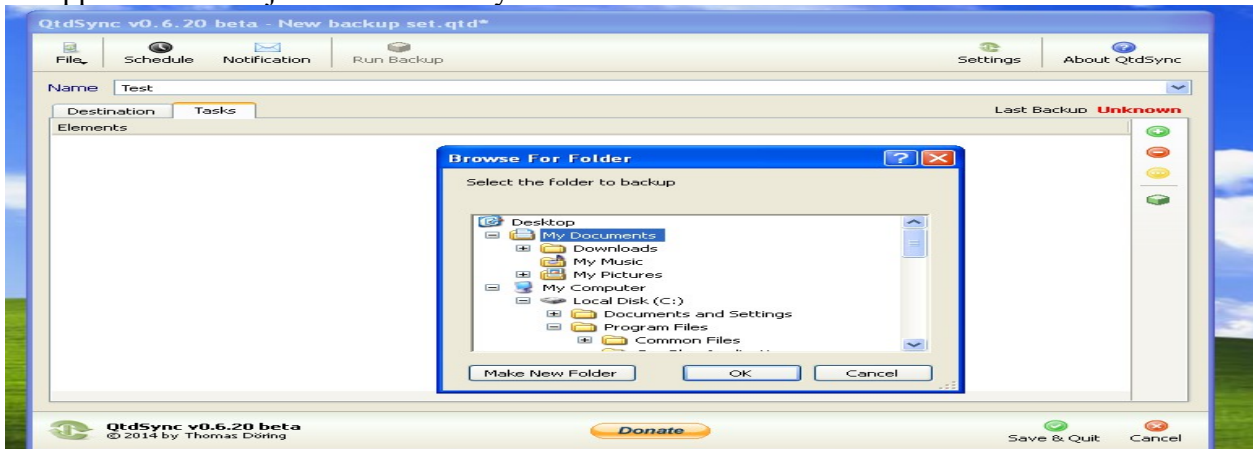 QtdSync v0.6.20 beta - New backup set.qtd*
File Schedule Notification Run Backup Settings About QtdSync
Name Test
Destination Tasks Last Backup Unknown
Elements
Browse For Folder
Select the folder to backup
Desktop
My Documents
Downloads
My Music
My Pictures
My Computer
Local Disk (C:)
Documents and Settings
Program Files
Common Files
Make New Folder OK Cancel
QtdSync v0.6.20 beta
© 2014 by Thomas Döring
Donate
Save & Quit Cancel